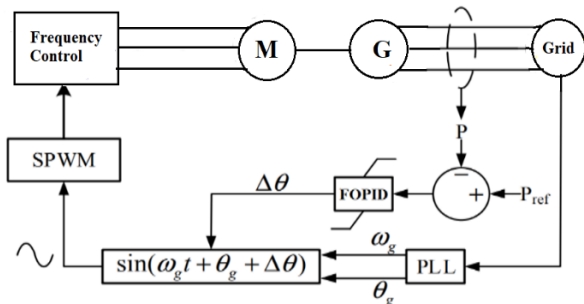 Frequency
Control
M
G
Grid
P
SPWM
Δθ
FOPID
−
+
P_ref
sin(ω_g t + θ_g + Δθ)
ω_g
θ_g
PLL